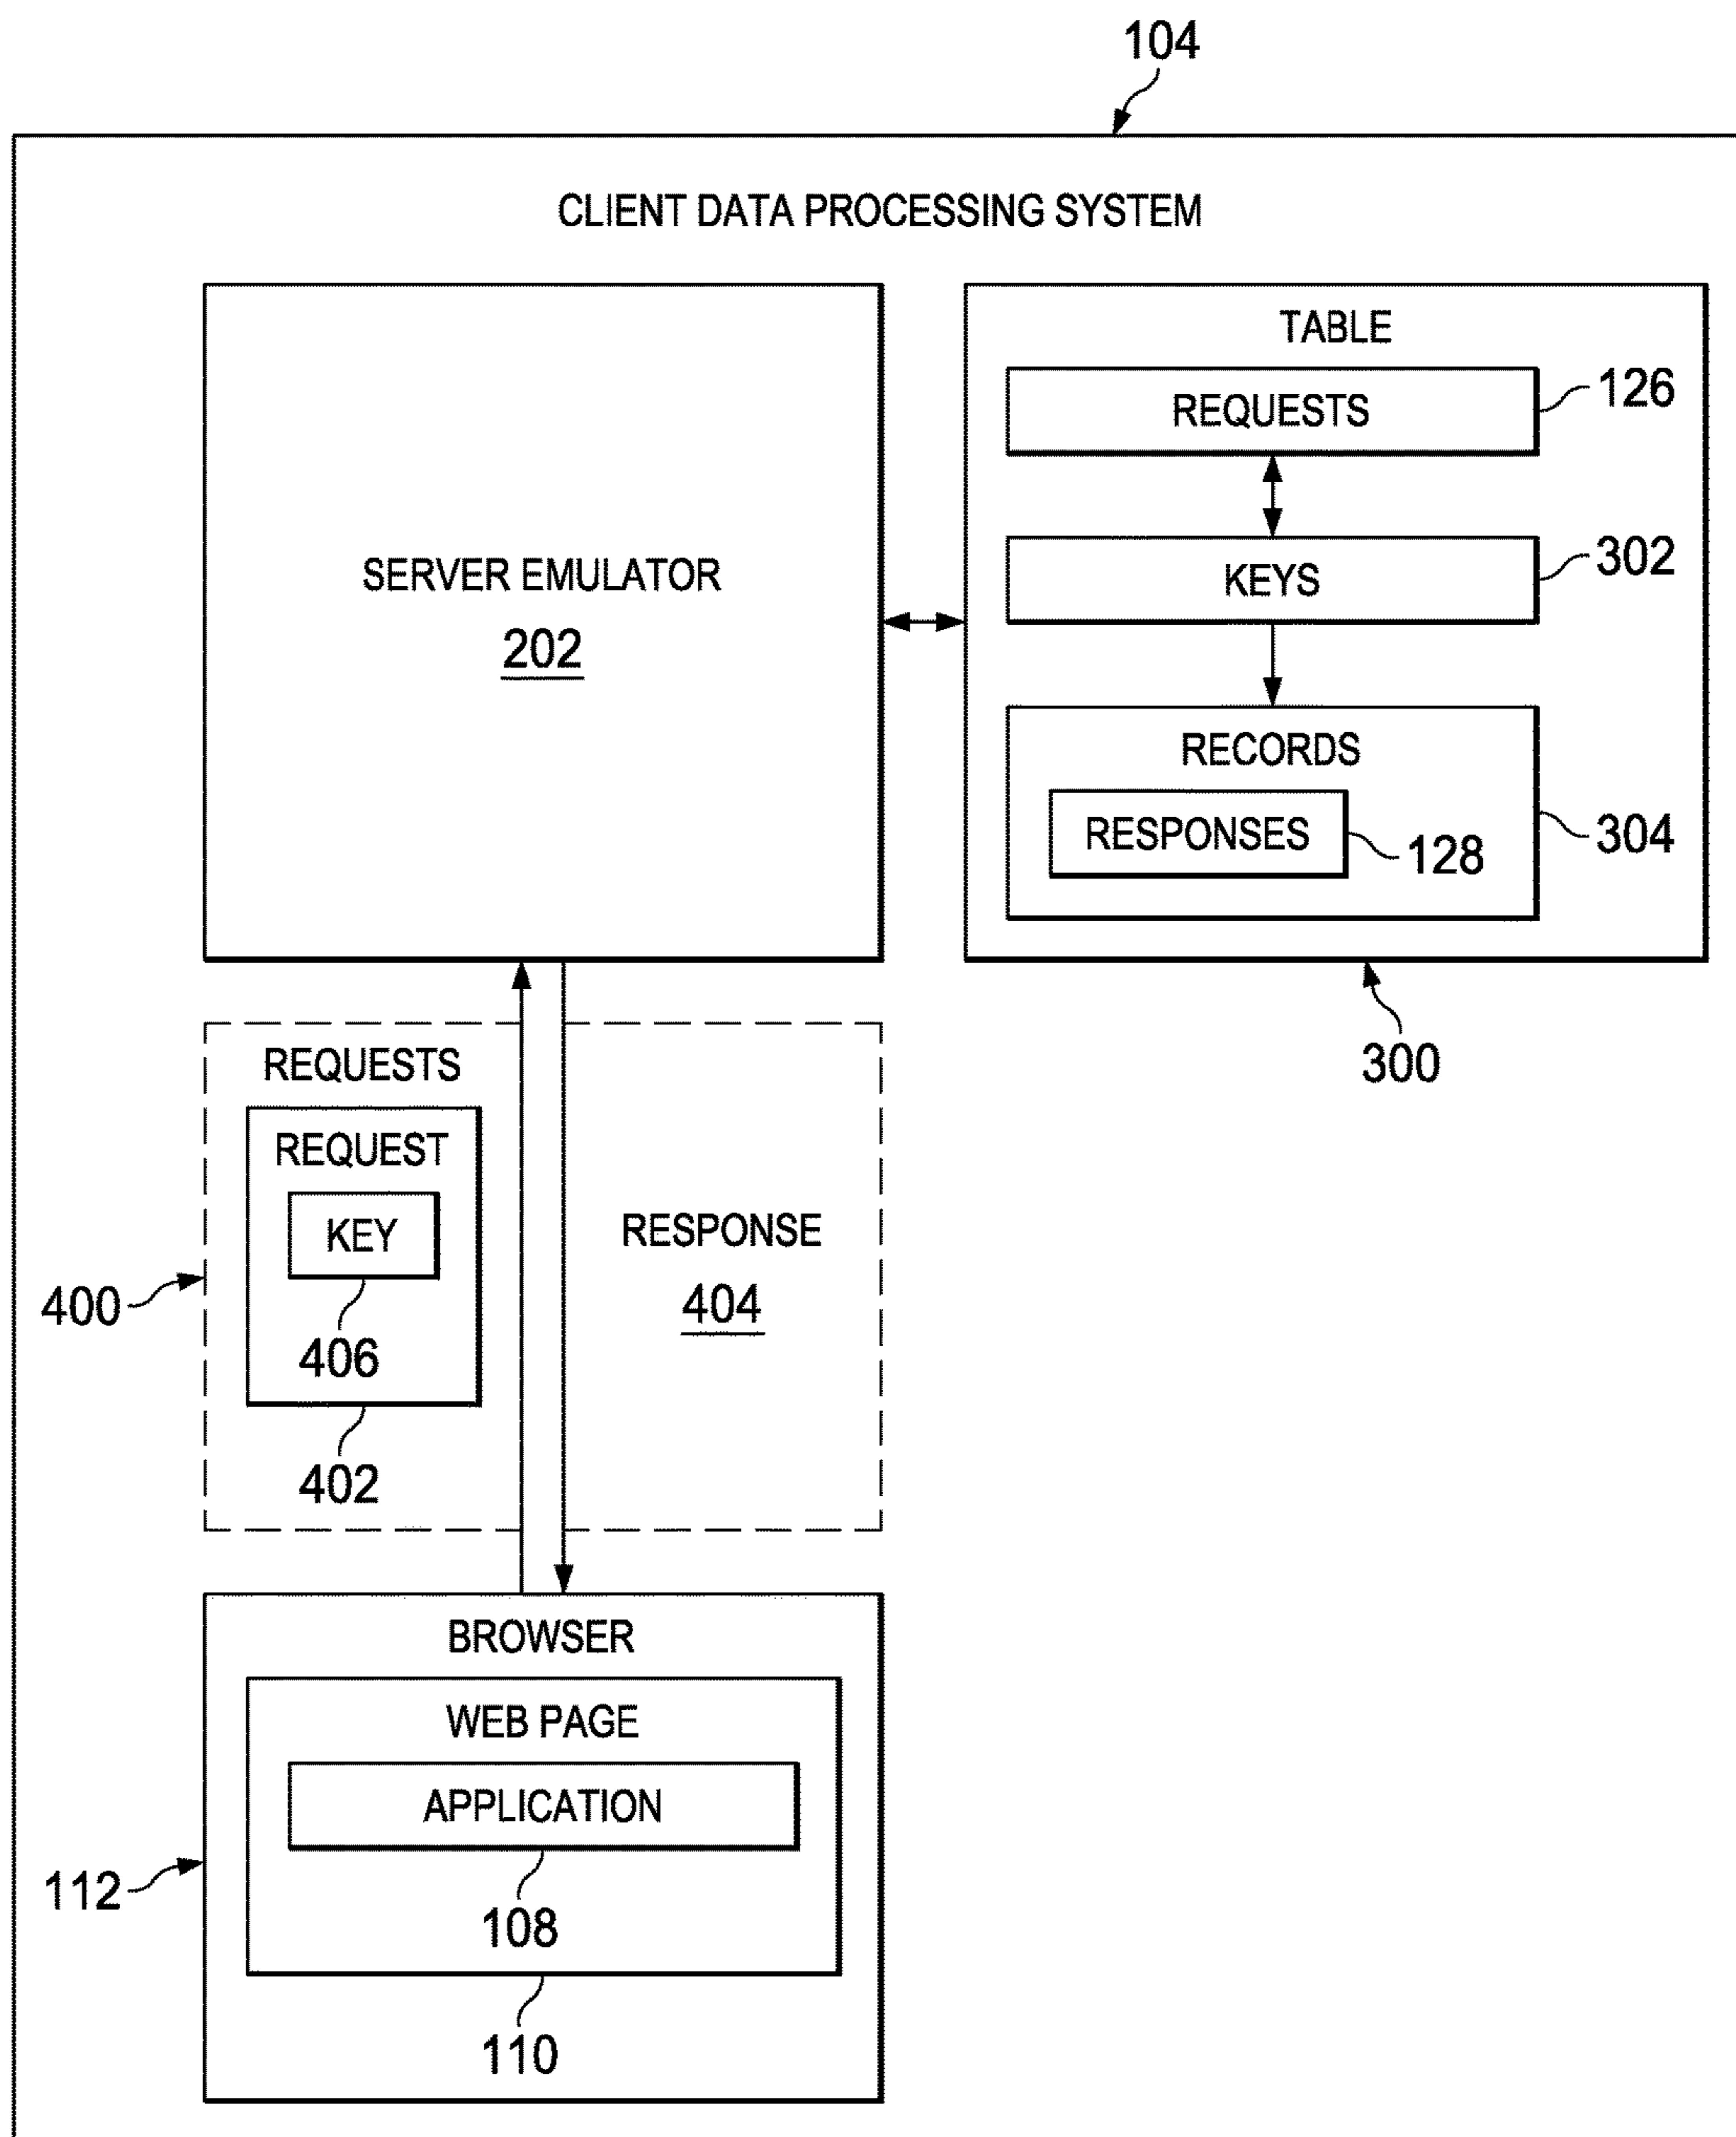 104
CLIENT DATA PROCESSING SYSTEM
SERVER EMULATOR
202
TABLE
REQUESTS
126
KEYS
302
RECORDS
RESPONSES
128
304
300
REQUESTS
REQUEST
KEY
406
402
400
RESPONSE
404
BROWSER
WEB PAGE
APPLICATION
108
110
112